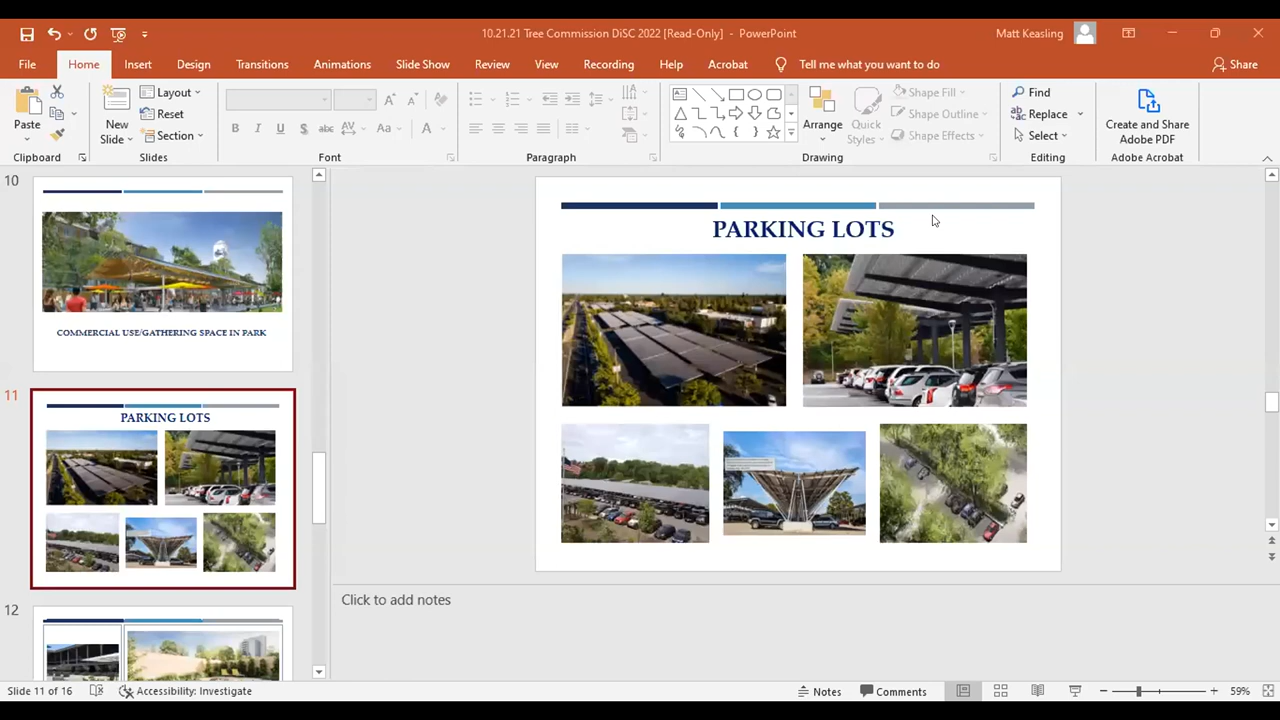 10.21.21 Tree Commission DiSC 2022 [Read-Only] - PowerPoint
Matt Keasling
File Home Insert Design Transitions Animations Slide Show Review View Recording Help Acrobat Tell me what you want to do Share
Paste
Clipboard
New Slide
Layout
Reset
Section
Slides
B I U S abc AV Aa A
Font
Paragraph
Arrange
Quick Styles
Shape Fill
Shape Outline
Shape Effects
Drawing
Find
Replace
Select
Editing
Create and Share Adobe PDF
Adobe Acrobat
10
COMMERCIAL USE/GATHERING SPACE IN PARK
11
PARKING LOTS
12
PARKING LOTS
Click to add notes
Slide 11 of 16
Accessibility: Investigate
Notes
Comments
59%